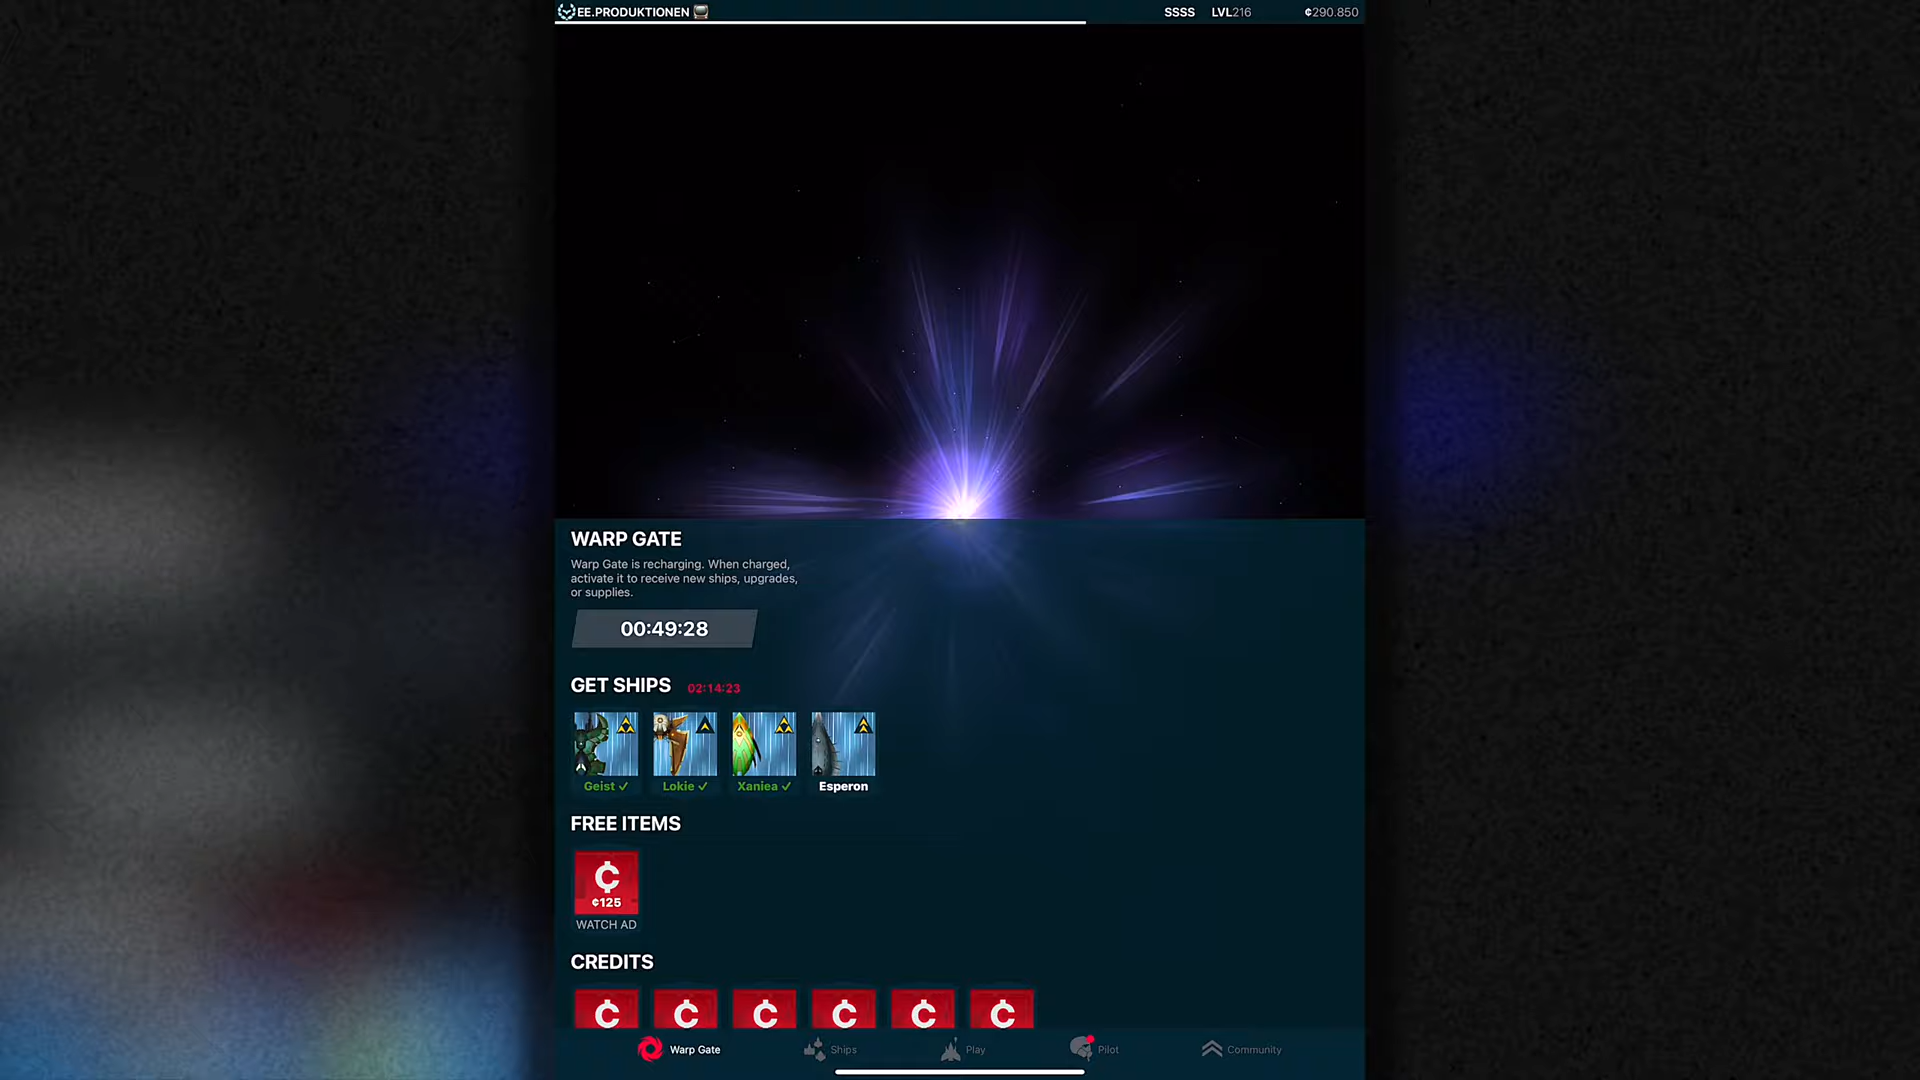 EE.PRODUKTIONEN
SSSS LVL216 ¢290.850
WARP GATE
Warp Gate is recharging. When charged,
activate it to receive new ships, upgrades,
or supplies.
00:49:28
GET SHIPS 02:14:23
Geist ✓ Lokie ✓ Xaniea ✓ Esperon
FREE ITEMS
¢
¢125
WATCH AD
CREDITS
¢ ¢ ¢ ¢ ¢ ¢
Warp Gate Ships Play Pilot Community